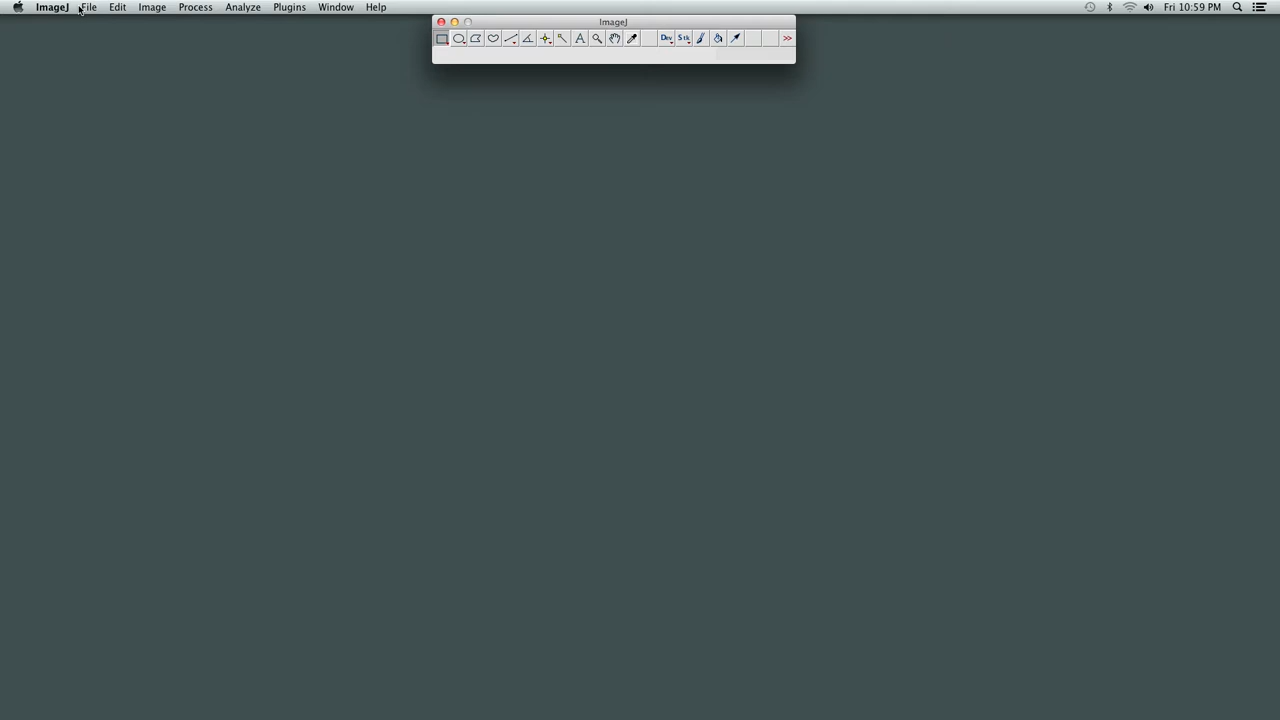 ImageJ File Edit Image Process Analyze Plugins Window Help Fri 10:59 PM
ImageJ
A Dev Stk >>